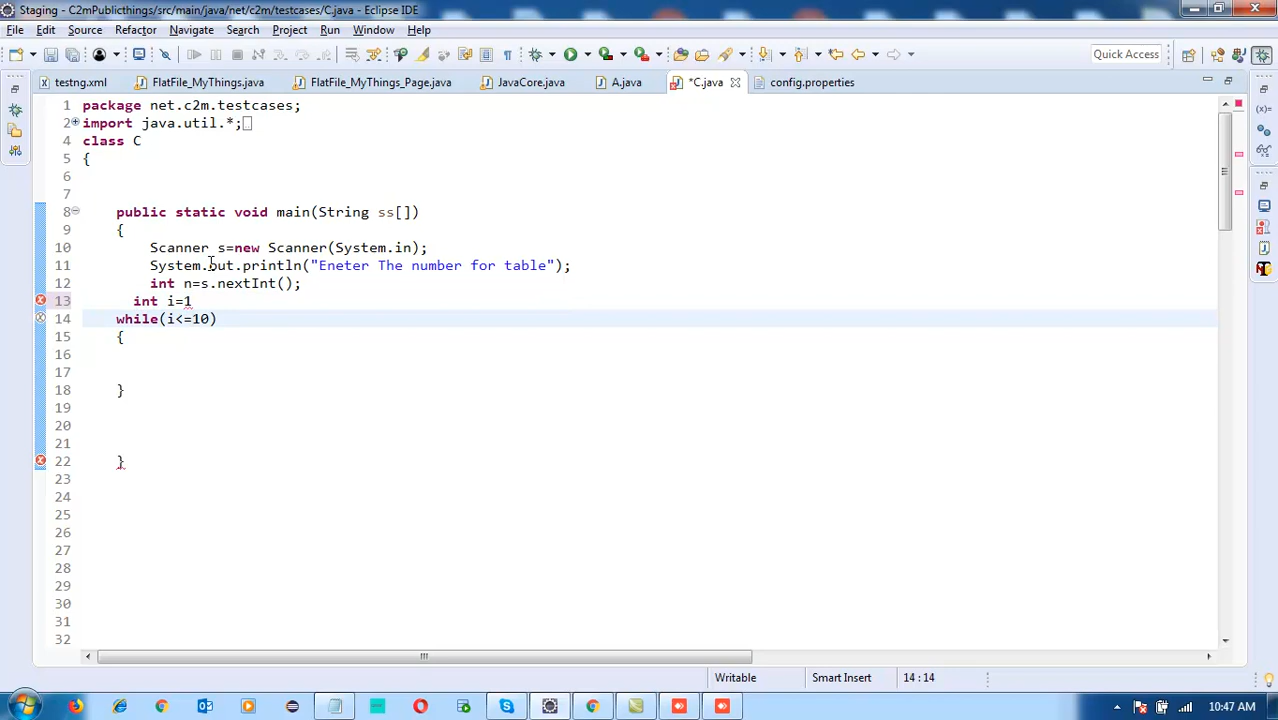 Staging - C2mPublicthings/src/main/java/net/c2m/testcases/C.java - Eclipse IDE
File Edit Source Refactor Navigate Search Project Run Window Help
Quick Access
testng.xml FlatFile_MyThings.java FlatFile_MyThings_Page.java JavaCore.java A.java *C.java config.properties
1 package net.c2m.testcases;
2 import java.util.*;
4 class C
5 {
6
7
8 public static void main(String ss[])
9 {
10 Scanner s=new Scanner(System.in);
11 System.out.println("Eneter The number for table");
12 int n=s.nextInt();
13 int i=1
14 while(i<=10)
15 {
16
17
18 }
19
20
21
22 }
23
24
25
26
27
28
29
30
31
32
Writable Smart Insert 14 : 14
10:47 AM